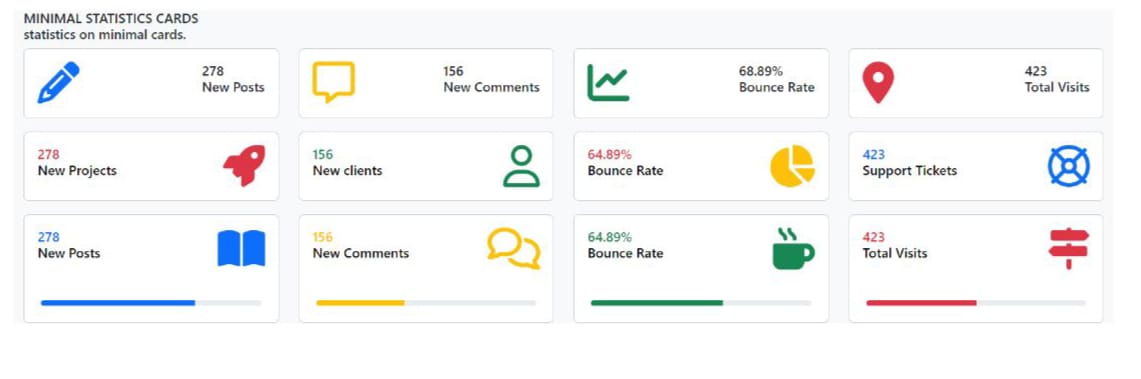 MINIMAL STATISTICS CARDS
statistics on minimal cards.
278
New Posts
156
New Comments
68.89%
Bounce Rate
423
Total Visits
278
New Projects
156
New clients
64.89%
Bounce Rate
423
Support Tickets
278
New Posts
156
New Comments
64.89%
Bounce Rate
423
Total Visits